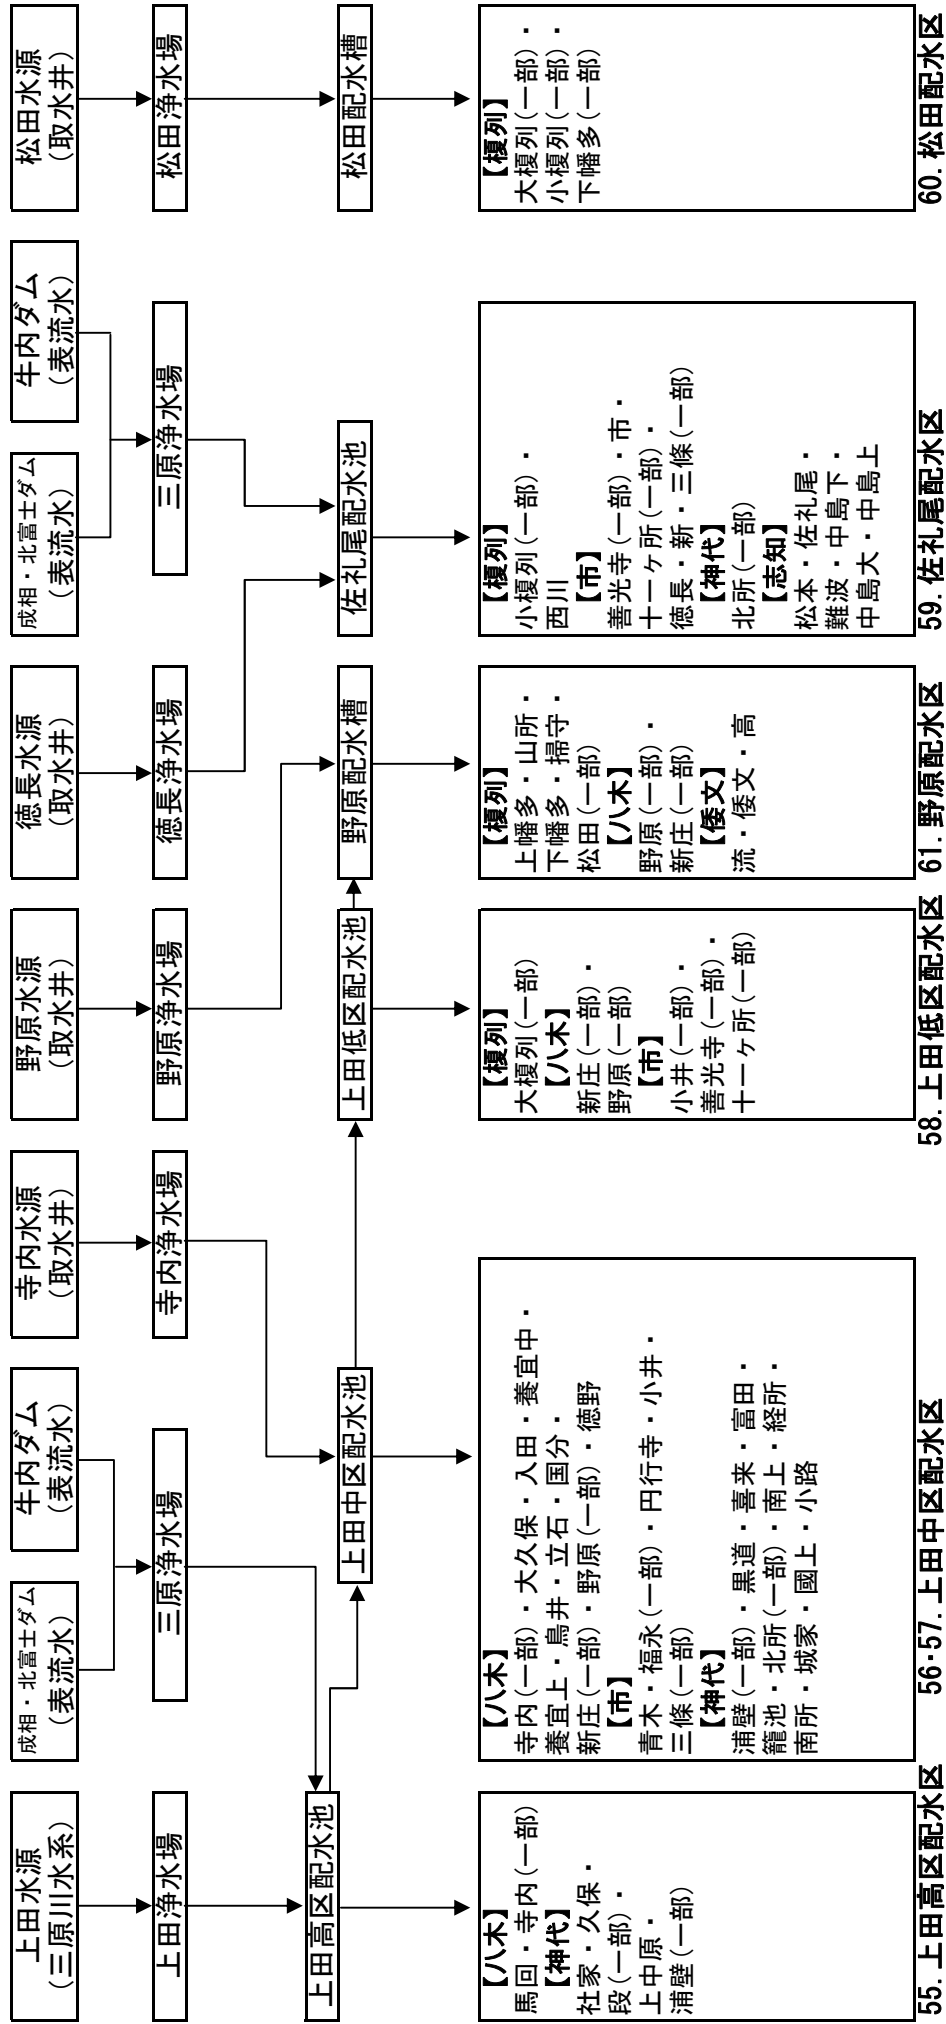 上田水源
(三原川水系)
成相・北富士ダム
(表流水)
牛内ダム
(表流水)
寺内水源
(取水井)
野原水源
(取水井)
徳長水源
(取水井)
成相・北富士ダム
(表流水)
牛内ダム
(表流水)
松田水源
(取水井)
上田浄水場
三原浄水場
寺内浄水場
野原浄水場
徳長浄水場
三原浄水場
松田浄水場
上田高区配水池
上田中区配水池
上田低区配水池
野原配水槽
佐礼尾配水池
松田配水槽
【八木】
馬回・寺内(一部)
【神代】
社家・久保・
段(一部)・
上中原・
浦壁(一部)
55. 上田高区配水区
【八木】
寺内(一部)・大久保・入田・養宜中・
養宜上・鳥井・立石・国分・
新庄(一部)・野原(一部)・徳野
【市】
青木・福永(一部)・円行寺・小井・
三條(一部)
【神代】
浦壁(一部)・黒道・喜来・富田・
籠池・北所(一部)・南上・経所・
南所・城家・國上・小路
56・57. 上田中区配水区
【榎列】
大榎列(一部)
【八木】
新庄(一部)・
野原(一部)
【市】
小井(一部)・
善光寺(一部)・
十一ヶ所(一部)
58. 上田低区配水区
【榎列】
上幡多・山所・
下幡多・掃守・
松田(一部)
【八木】
野原(一部)・
新庄(一部)
【倭文】
流・倭文・高
61. 野原配水区
【榎列】
小榎列(一部)・
西川
【市】
善光寺(一部)・市・
十一ヶ所(一部)・
徳長・新・三條(一部)
【神代】
北所(一部)
【志知】
松本・佐礼尾・
難波・中島下・
中島大・中島上
59. 佐礼尾配水区
【榎列】
大榎列(一部)・
小榎列(一部)・
下幡多(一部)
60. 松田配水区